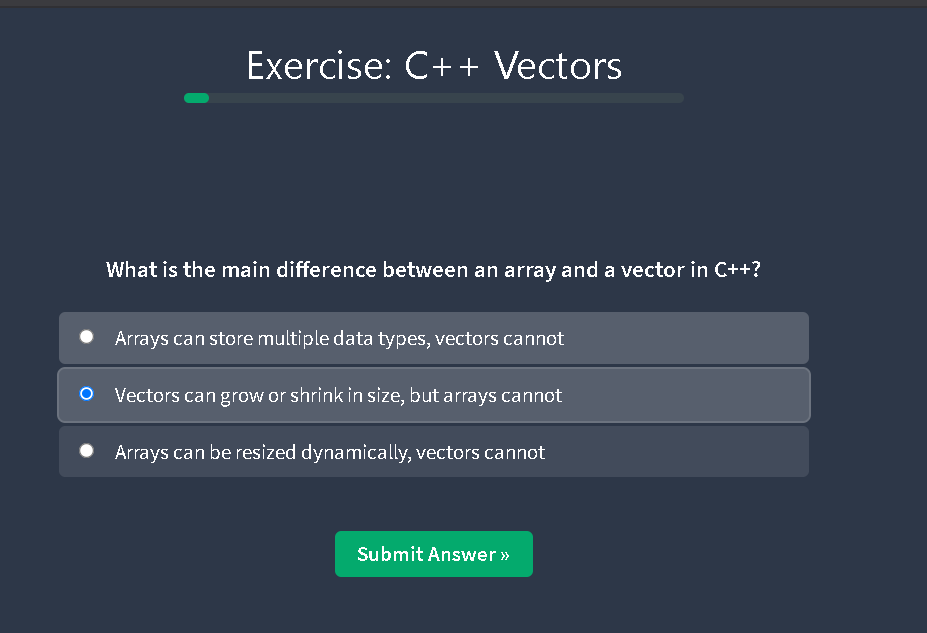 Exercise: C++ Vectors
What is the main difference between an array and a vector in C++?
Arrays can store multiple data types, vectors cannot
Vectors can grow or shrink in size, but arrays cannot
Arrays can be resized dynamically, vectors cannot
Submit Answer »